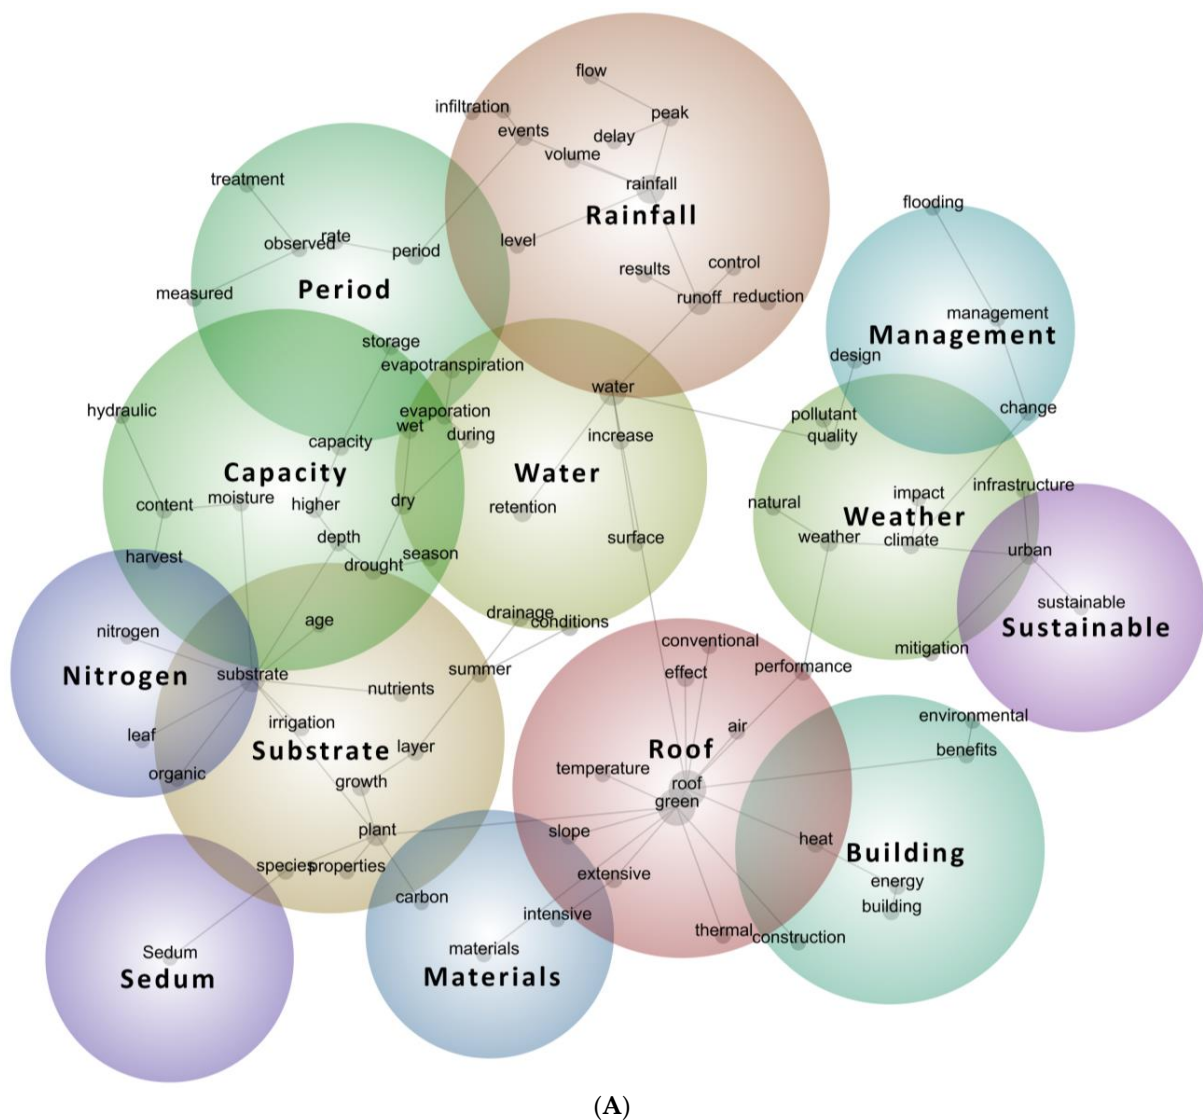 flow
infiltration
peak
events
delay
volume
rainfall
Rainfall
level
results
control
runoff
reduction
treatment
observed
rate
period
measured
Period
flooding
management
Management
design
change
storage
evapotranspiration
hydraulic
evaporation
wet
during
capacity
Capacity
content
moisture
higher
depth
dry
harvest
drought
season
water
increase
Water
retention
surface
pollutant
quality
natural
impact
infrastructure
Weather
weather
climate
urban
sustainable
Sustainable
mitigation
nitrogen
Nitrogen
age
substrate
nutrients
leaf
irrigation
organic
Substrate
layer
growth
plant
species
properties
drainage
conditions
summer
conventional
effect
performance
air
Roof
temperature
roof
green
slope
extensive
intensive
thermal
construction
environmental
benefits
heat
Building
energy
building
carbon
materials
Materials
Sedum
Sedum
(A)